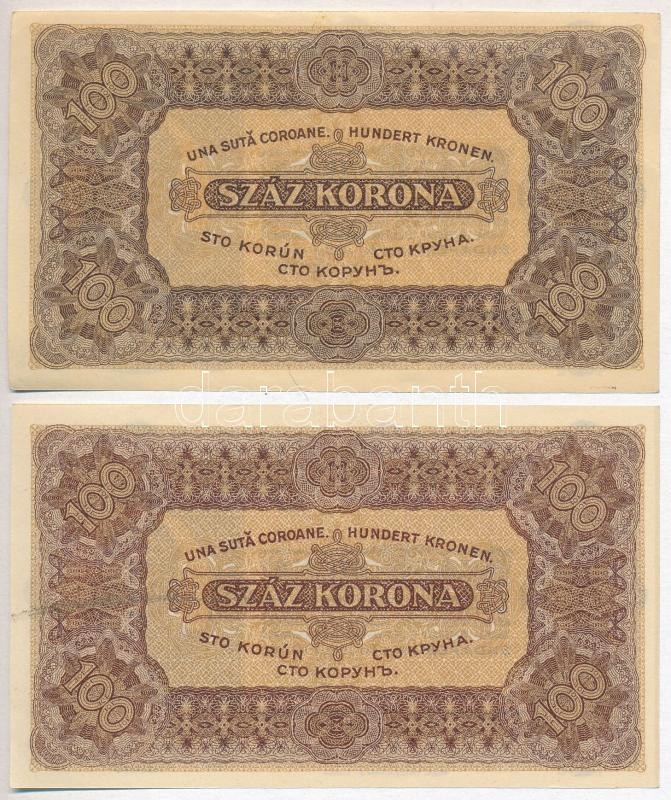 100 100
UNA SUTĂ COROANE. HUNDERT KRONEN.
SZÁZ KORONA
STO KORÚN СТО КРУНА.
СТО КОРУНЪ.
100 100
darabanth
100 100
UNA SUTĂ COROANE. HUNDERT KRONEN.
SZÁZ KORONA
STO KORÚN СТО КРУНА.
СТО КОРУНЪ.
100 100